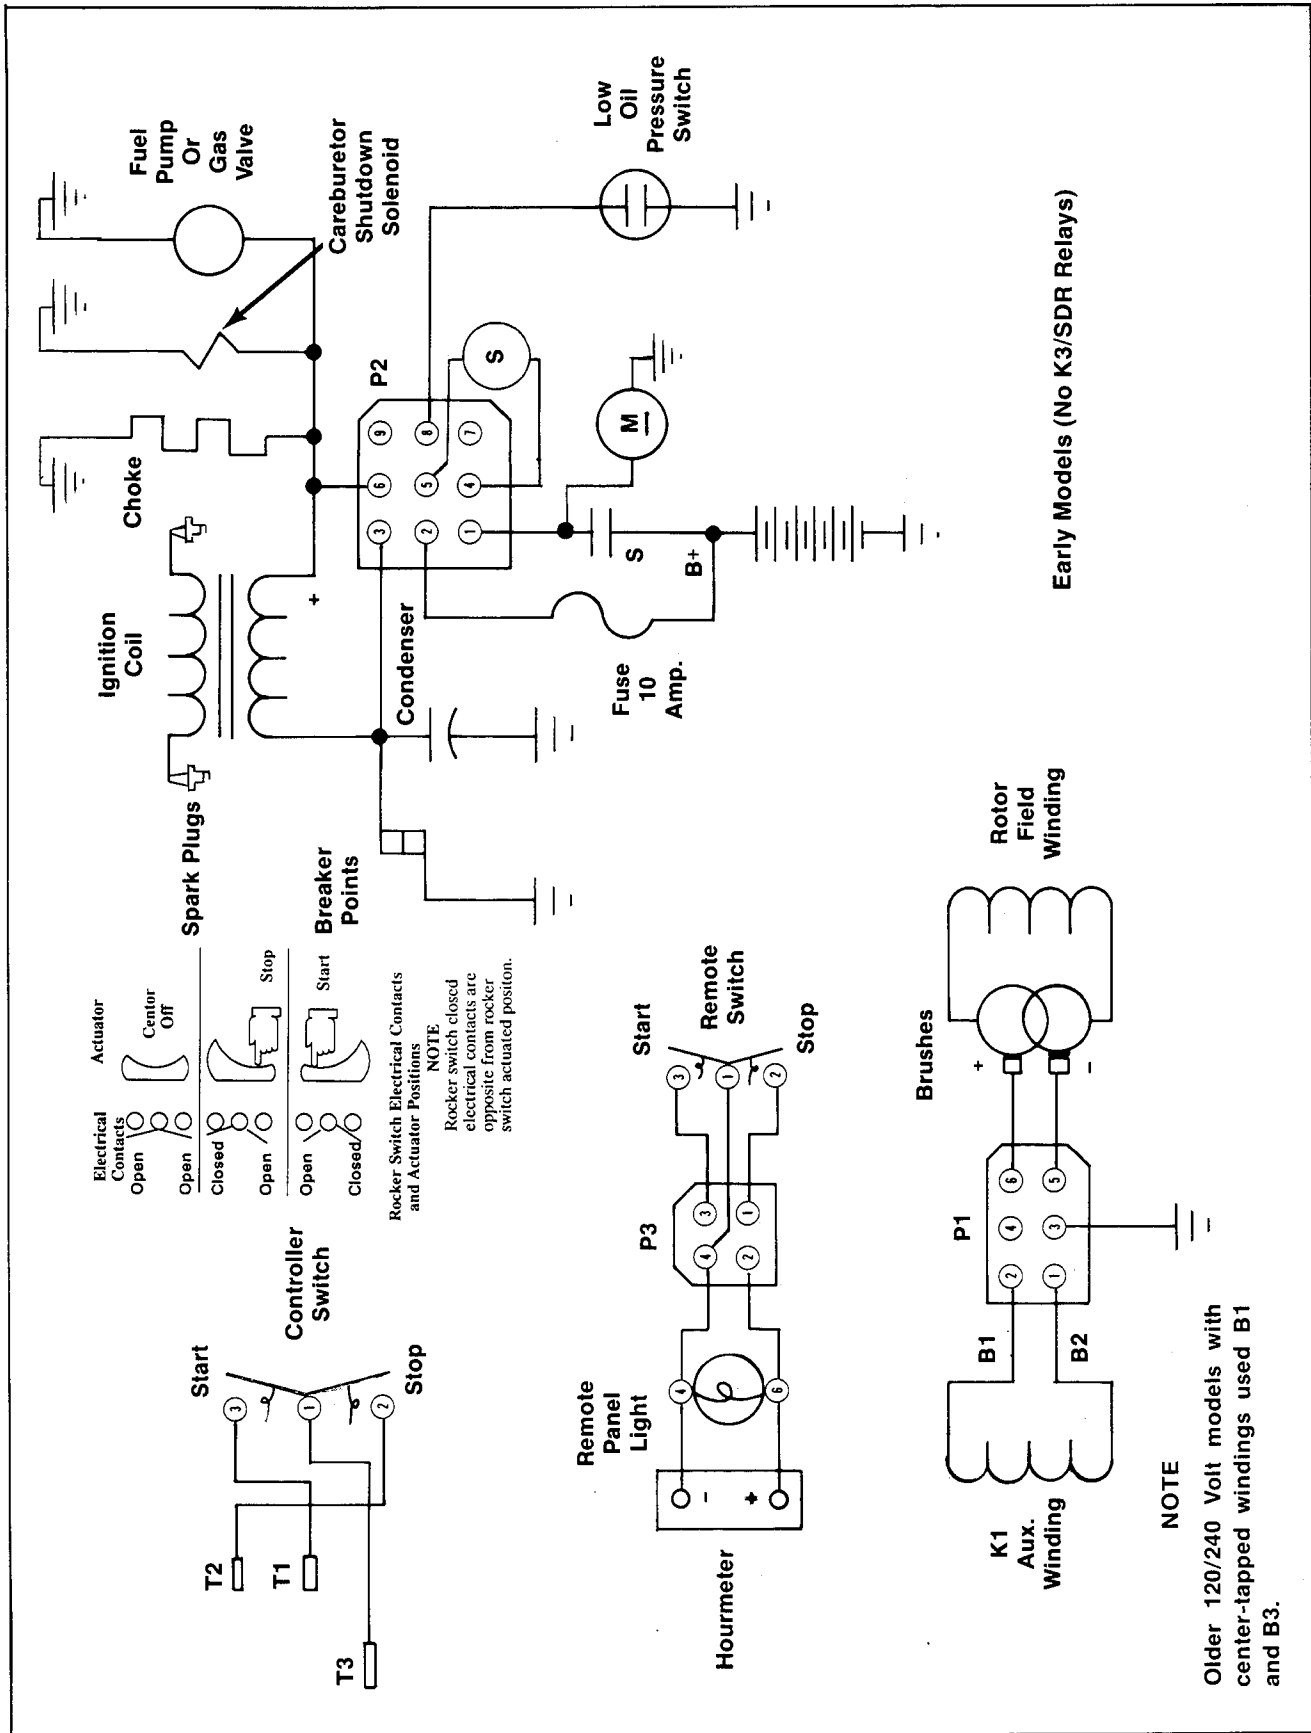 Fuel
Pump
Or
Gas
Valve
Careburetor
Shutdown
Solenoid
Low
Oil
Pressure
Switch
Choke
Ignition
Coil
+
Spark Plugs
P2
3 6 9
2 5 8
1 4 7
S
M
S
B+
Condenser
Fuse
10
Amp.
Breaker
Points
Early Models (No K3/SDR Relays)
Electrical
Contacts
Actuator
Open
Open
Centor
Off
Closed
Open
Stop
Open
Closed
Start
Rocker Switch Electrical Contacts
and Actuator Positions
NOTE
Rocker switch closed
electrical contacts are
opposite from rocker
switch actuated positon.
Controller
Switch
Start
3
1
2
Stop
T2
T1
T3
Remote
Panel
Light
4
6
-
+
Hourmeter
P3
4 3
2 1
Start
3
1
2
Stop
Remote
Switch
K1
Aux.
Winding
B1
B2
P1
2 4 6
1 3 5
Brushes
+
-
Rotor
Field
Winding
NOTE
Older 120/240 Volt models with
center-tapped windings used B1
and B3.